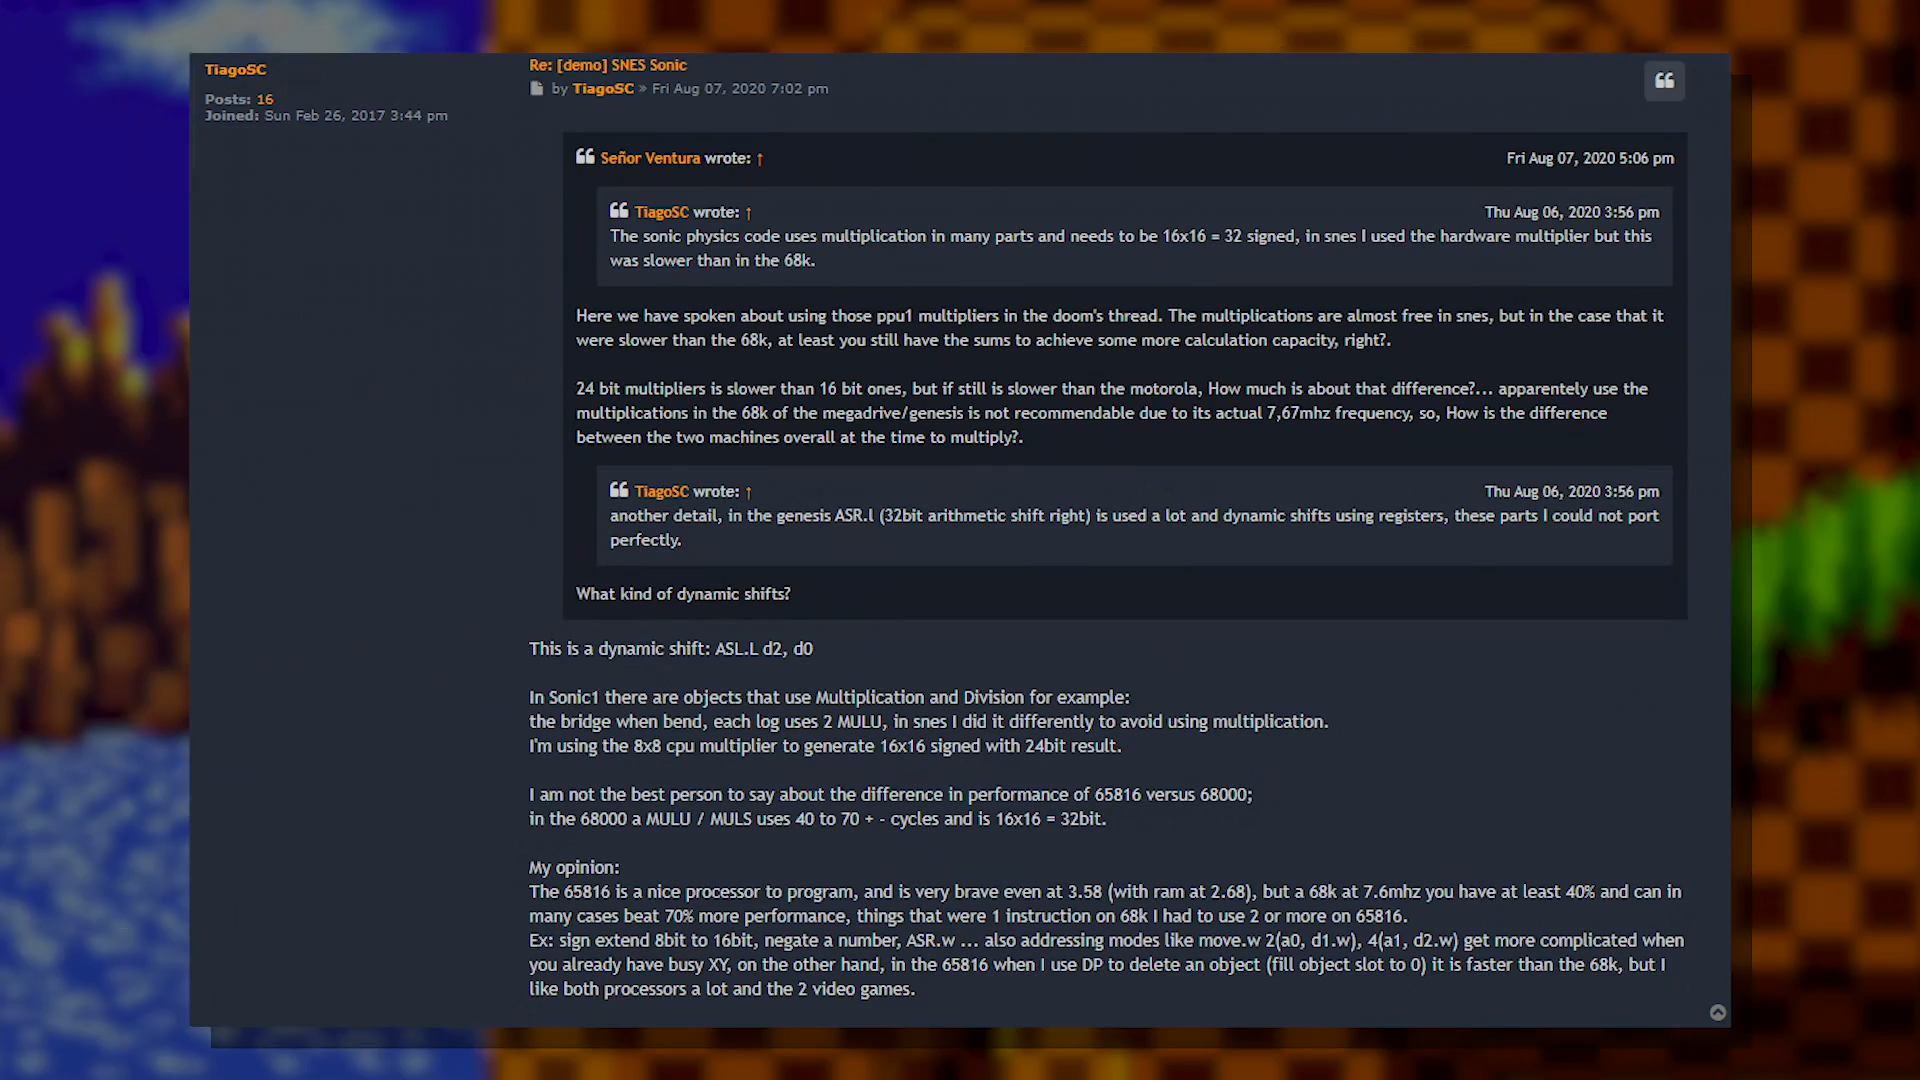 TiagoSC
Posts: 16
Joined: Sun Feb 26, 2017 3:44 pm
Re: [demo] SNES Sonic
by TiagoSC » Fri Aug 07, 2020 7:02 pm
Señor Ventura wrote: ↑ Fri Aug 07, 2020 5:06 pm
TiagoSC wrote: ↑ Thu Aug 06, 2020 3:56 pm
The sonic physics code uses multiplication in many parts and needs to be 16x16 = 32 signed, in snes I used the hardware multiplier but this
was slower than in the 68k.
Here we have spoken about using those ppu1 multipliers in the doom's thread. The multiplications are almost free in snes, but in the case that it
were slower than the 68k, at least you still have the sums to achieve some more calculation capacity, right?.
24 bit multipliers is slower than 16 bit ones, but if still is slower than the motorola, How much is about that difference?... apparentely use the
multiplications in the 68k of the megadrive/genesis is not recommendable due to its actual 7,67mhz frequency, so, How is the difference
between the two machines overall at the time to multiply?.
TiagoSC wrote: ↑ Thu Aug 06, 2020 3:56 pm
another detail, in the genesis ASR.l (32bit arithmetic shift right) is used a lot and dynamic shifts using registers, these parts I could not port
perfectly.
What kind of dynamic shifts?
This is a dynamic shift: ASL.L d2, d0
In Sonic1 there are objects that use Multiplication and Division for example:
the bridge when bend, each log uses 2 MULU, in snes I did it differently to avoid using multiplication.
I'm using the 8x8 cpu multiplier to generate 16x16 signed with 24bit result.
I am not the best person to say about the difference in performance of 65816 versus 68000;
in the 68000 a MULU / MULS uses 40 to 70 + - cycles and is 16x16 = 32bit.
My opinion:
The 65816 is a nice processor to program, and is very brave even at 3.58 (with ram at 2.68), but a 68k at 7.6mhz you have at least 40% and can in
many cases beat 70% more performance, things that were 1 instruction on 68k I had to use 2 or more on 65816.
Ex: sign extend 8bit to 16bit, negate a number, ASR.w ... also addressing modes like move.w 2(a0, d1.w), 4(a1, d2.w) get more complicated when
you already have busy XY, on the other hand, in the 65816 when I use DP to delete an object (fill object slot to 0) it is faster than the 68k, but I
like both processors a lot and the 2 video games.